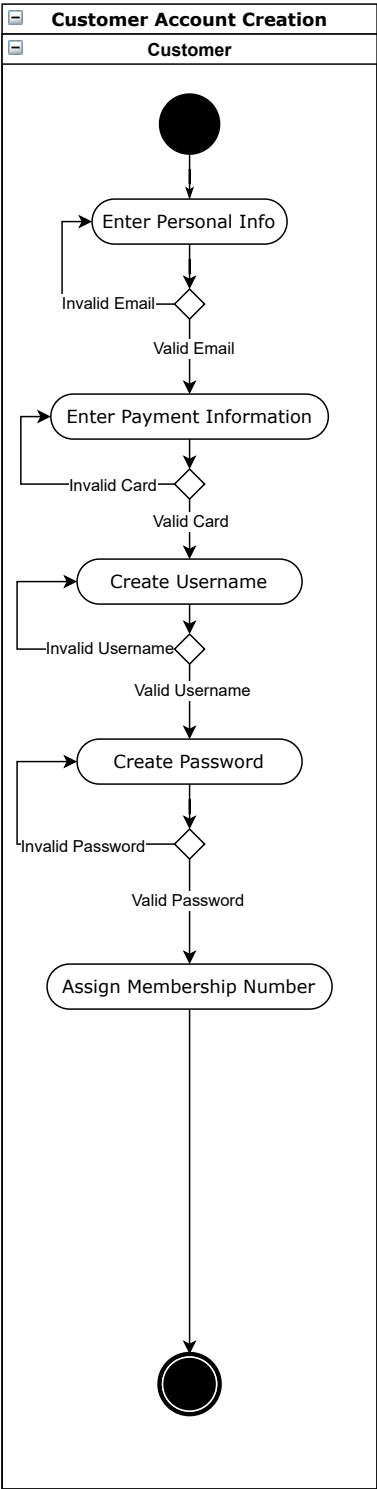 Customer Account Creation
Customer
Enter Personal Info
Invalid Email
Valid Email
Enter Payment Information
Invalid Card
Valid Card
Create Username
Invalid Username
Valid Username
Create Password
Invalid Password
Valid Password
Assign Membership Number